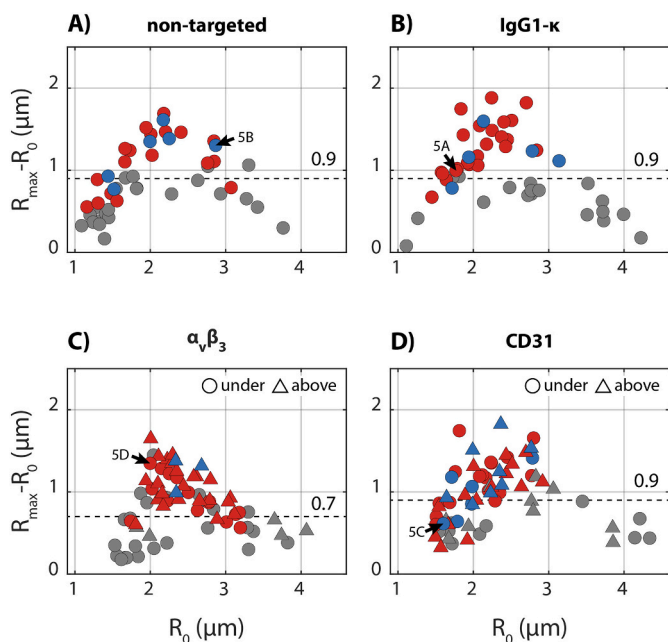 A) non-targeted
B) IgG1-κ
Rmax-R0 (μm)
2
1
0
5B
0.9
1 2 3 4
2
1
0
5A
0.9
1 2 3 4
C) αvβ3
D) CD31
Rmax-R0 (μm)
2
1
0
under above
5D
0.7
1 2 3 4
R0 (μm)
2
1
0
under above
0.9
5C
1 2 3 4
R0 (μm)